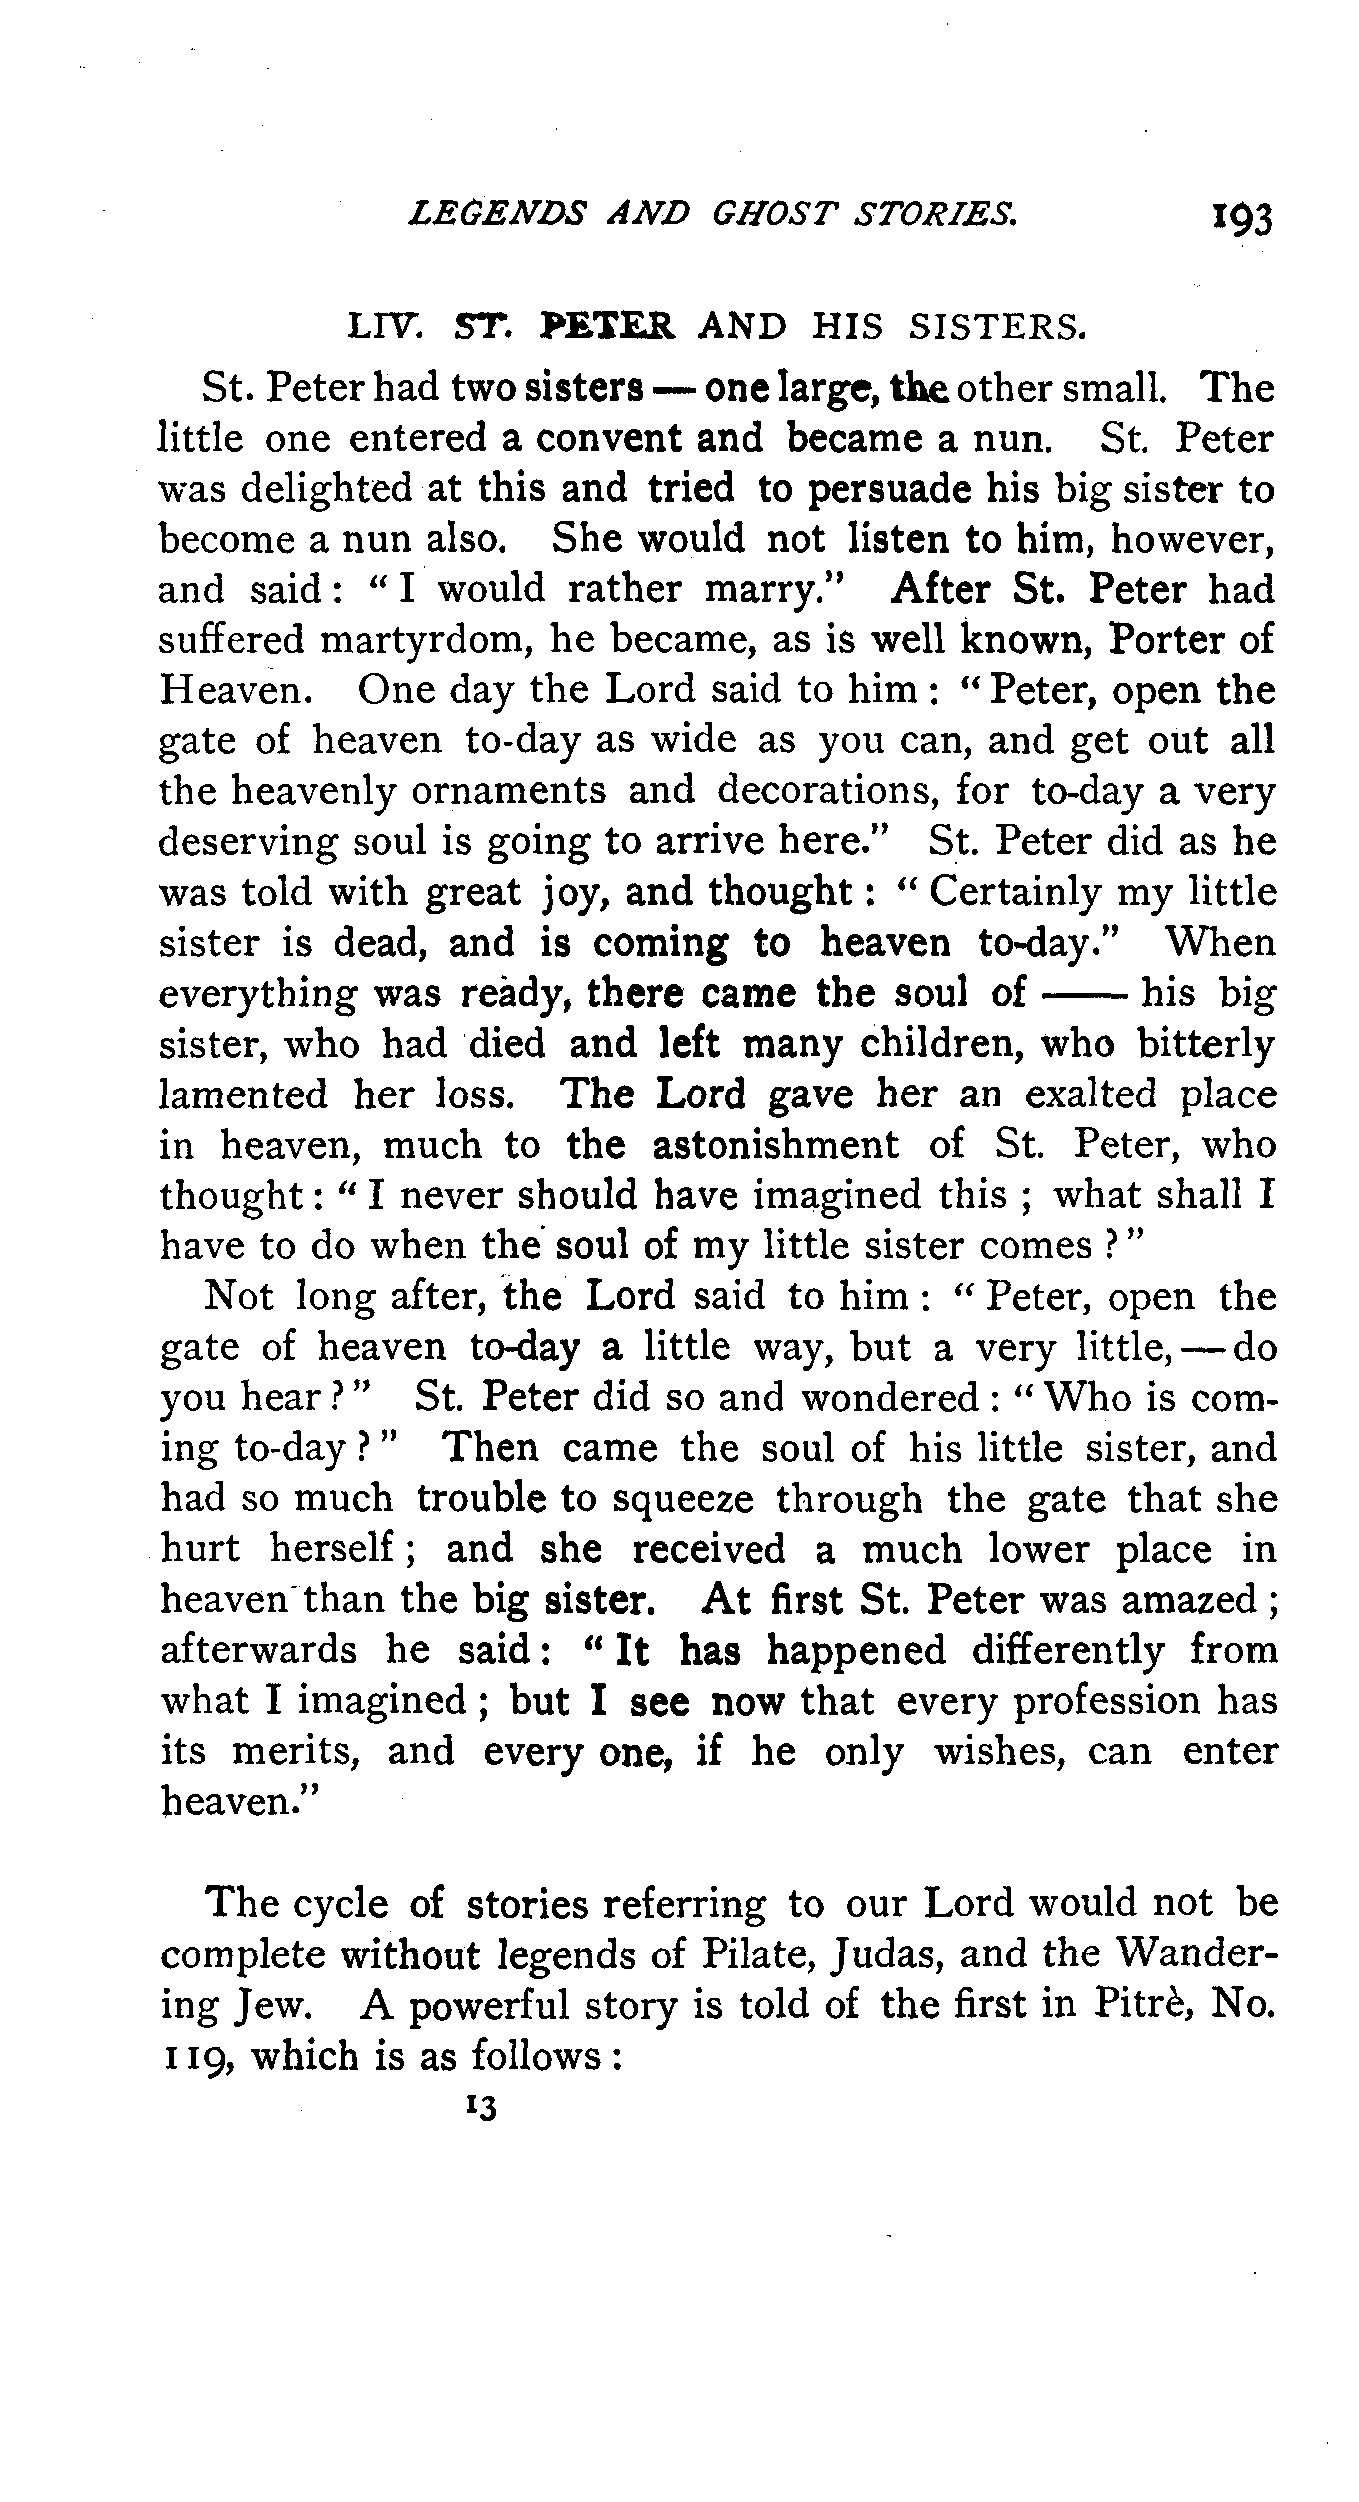 LEGENDS AND GHOST STORIES. 193
LIV. ST. PETER AND HIS SISTERS.
St. Peter had two sisters — one large, the other small. The
little one entered a convent and became a nun. St. Peter
was delighted at this and tried to persuade his big sister to
become a nun also. She would not listen to him, however,
and said : “ I would rather marry.” After St. Peter had
suffered martyrdom, he became, as is well known, Porter of
Heaven. One day the Lord said to him : “ Peter, open the
gate of heaven to-day as wide as you can, and get out all
the heavenly ornaments and decorations, for to-day a very
deserving soul is going to arrive here.” St. Peter did as he
was told with great joy, and thought : “ Certainly my little
sister is dead, and is coming to heaven to-day.” When
everything was ready, there came the soul of —— his big
sister, who had died and left many children, who bitterly
lamented her loss. The Lord gave her an exalted place
in heaven, much to the astonishment of St. Peter, who
thought : “ I never should have imagined this ; what shall I
have to do when the soul of my little sister comes ? ”
Not long after, the Lord said to him : “ Peter, open the
gate of heaven to-day a little way, but a very little, — do
you hear ? ” St. Peter did so and wondered : “ Who is com-
ing to-day ? ” Then came the soul of his little sister, and
had so much trouble to squeeze through the gate that she
hurt herself ; and she received a much lower place in
heaven than the big sister. At first St. Peter was amazed ;
afterwards he said : “ It has happened differently from
what I imagined ; but I see now that every profession has
its merits, and every one, if he only wishes, can enter
heaven.”
The cycle of stories referring to our Lord would not be
complete without legends of Pilate, Judas, and the Wander-
ing Jew. A powerful story is told of the first in Pitrè, No.
119, which is as follows :
13